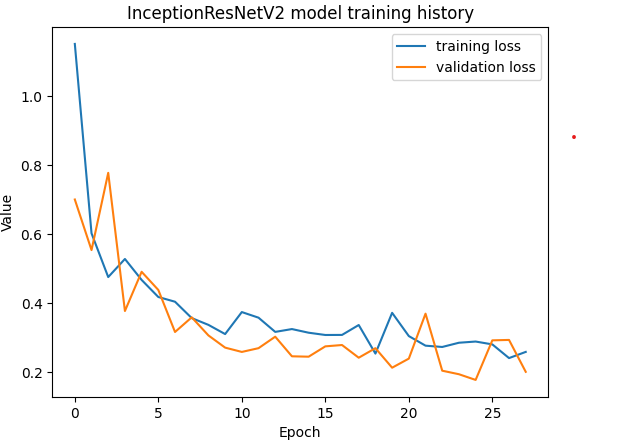 InceptionResNetV2 model training history
training loss
validation loss
Value
1.0
0.8
0.6
0.4
0.2
0 5 10 15 20 25
Epoch